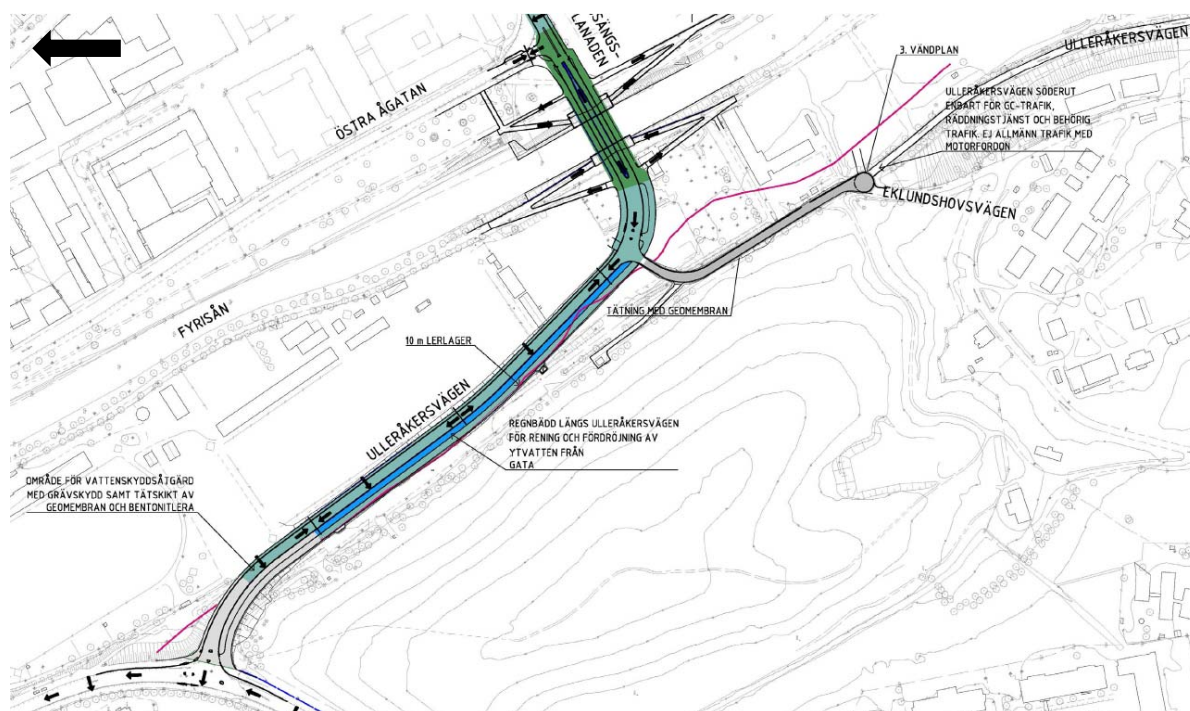 SÄNGS-
LANADEN
ÖSTRA ÅGATAN
3. VÄNDPLAN
ULLERÅKERSVÄGEN
ULLERÅKERSVÄGEN SÖDERUT
ENBART FÖR GC-TRAFIK,
RÄDDNINGSTJÄNST OCH BEHÖRIG
TRAFIK. EJ ALLMÄNN TRAFIK MED
MOTORFORDON
EKLUNDSHOVSVÄGEN
FYRISÅN
TÄTNING MED GEOMEMBRAN
10 m LERLAGER
ULLERÅKERSVÄGEN
REGNBÄDD LÄNGS ULLERÅKERSVÄGEN
FÖR RENING OCH FÖRDRÖJNING AV
YTVATTEN FRÅN
GATA
OMRÅDE FÖR VATTENSKYDDSÅTGÄRD
MED GRÄVSKYDD SAMT TÄTSKIKT AV
GEOMEMBRAN OCH BENTONITLERA